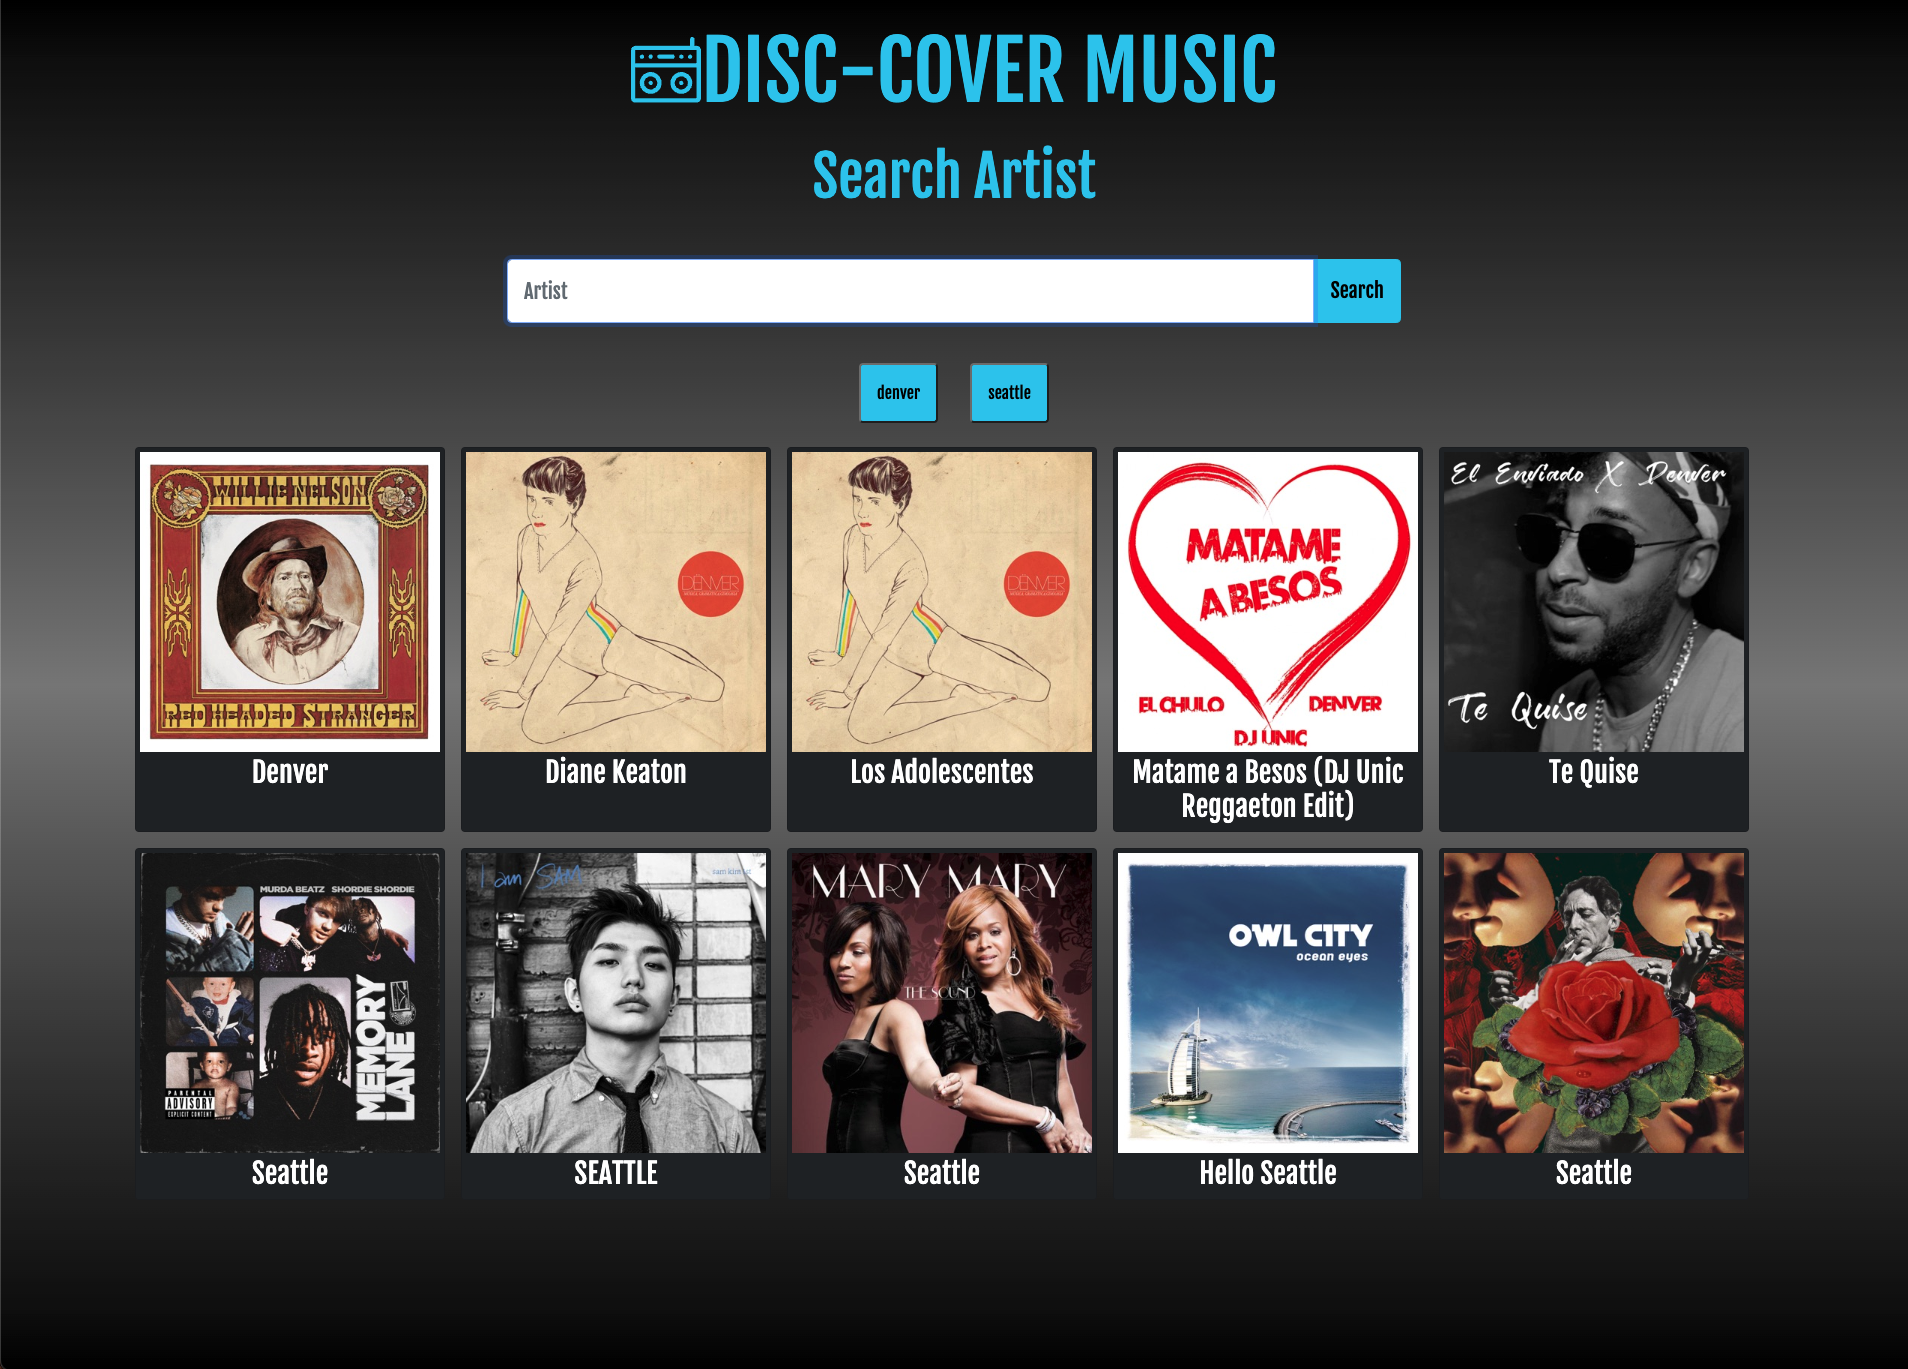 DISC-COVER MUSIC
Search Artist
Artist
Search
denver
seattle
WILLIE NELSON
RED HEADED STRANGER
Denver
DENVER
Diane Keaton
DENVER
Los Adolescentes
MATAME
A BESOS
EL CHULO
DENVER
DJ UNIC
Matame a Besos (DJ Unic
Reggaeton Edit)
El Enviado X Denver
Te Quise
Te Quise
MURDA BEATZ SHORDIE SHORDIE
MEMORY
LANE
PARENTAL
ADVISORY
EXPLICIT CONTENT
Seattle
I am SAM
SEATTLE
MARY MARY
THE SOUND
Seattle
OWL CITY
ocean eyes
Hello Seattle
Seattle